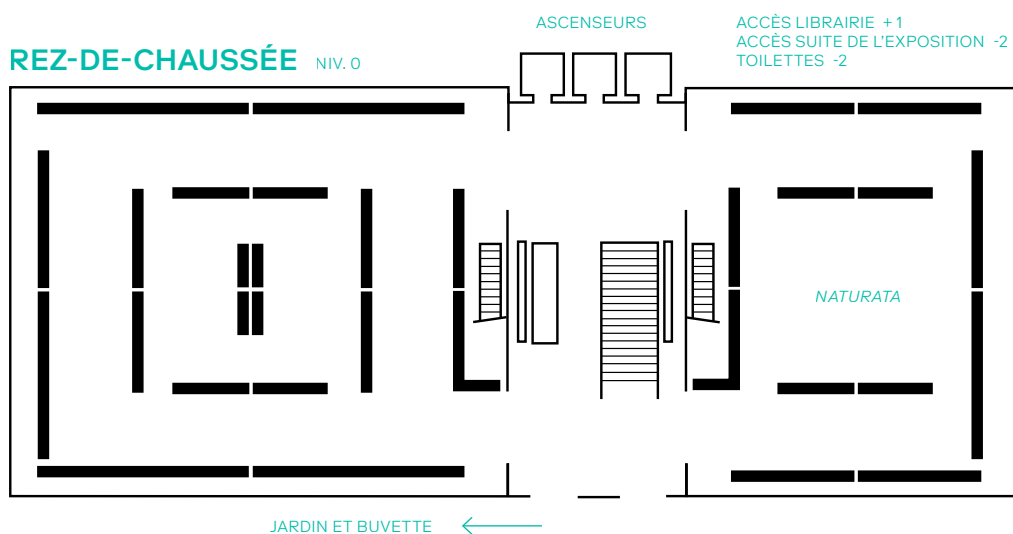 ASCENSEURS
ACCÈS LIBRAIRIE +1
ACCÈS SUITE DE L'EXPOSITION -2
TOILETTES -2
REZ-DE-CHAUSSÉE NIV. 0
NATURATA
JARDIN ET BUVETTE